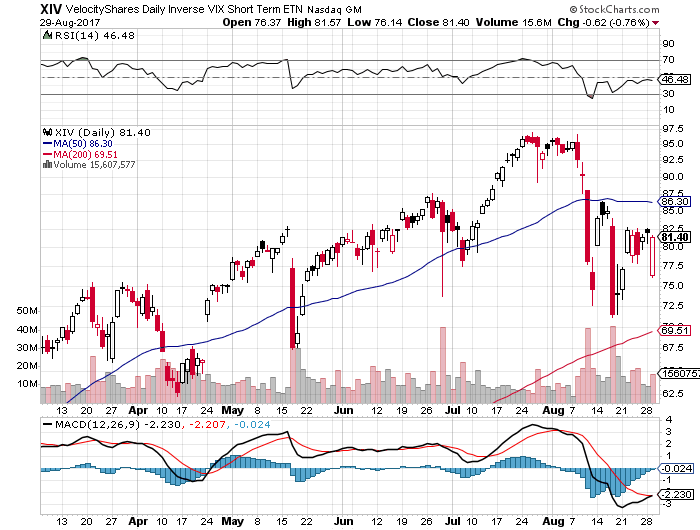 XIV VelocityShares Daily Inverse VIX Short Term ETN Nasdaq GM
© StockCharts.com
29-Aug-2017
Open 76.37 High 81.57 Low 76.14 Close 81.40 Volume 15.6M Chg -0.62 (-0.76%)
RSI(14) 46.48
90
70
50
46.48
30
10
XIV (Daily) 81.40
MA(50) 86.30
MA(200) 69.51
Volume 15,607,577
97.5
95.0
92.5
90.0
87.5
86.30
85.0
82.5
81.40
80.0
77.5
75.0
72.5
69.51
67.5
62.5
50M
40M
30M
20M
10M
13 20 27 Apr 10 17 24 May 8 15 22 Jun 12 19 26 Jul 10 17 24 Aug 7 14 21 28
MACD(12,26,9) -2.230, -2.207, -0.024
4
3
2
1
-0.024
-1
-2.230
-3
13 20 27 Apr 10 17 24 May 8 15 22 Jun 12 19 26 Jul 10 17 24 Aug 7 14 21 28